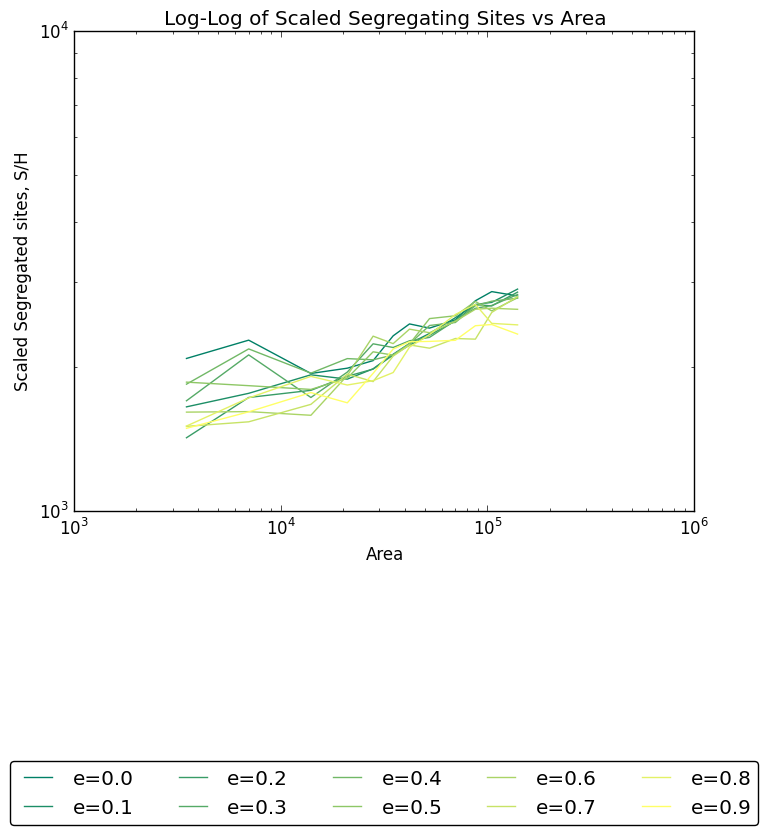 Log-Log of Scaled Segregating Sites vs Area
10^4
Scaled Segregated sites, S/H
10^3
10^3 10^4 10^5 10^6
Area
e=0.0 e=0.2 e=0.4 e=0.6 e=0.8
e=0.1 e=0.3 e=0.5 e=0.7 e=0.9